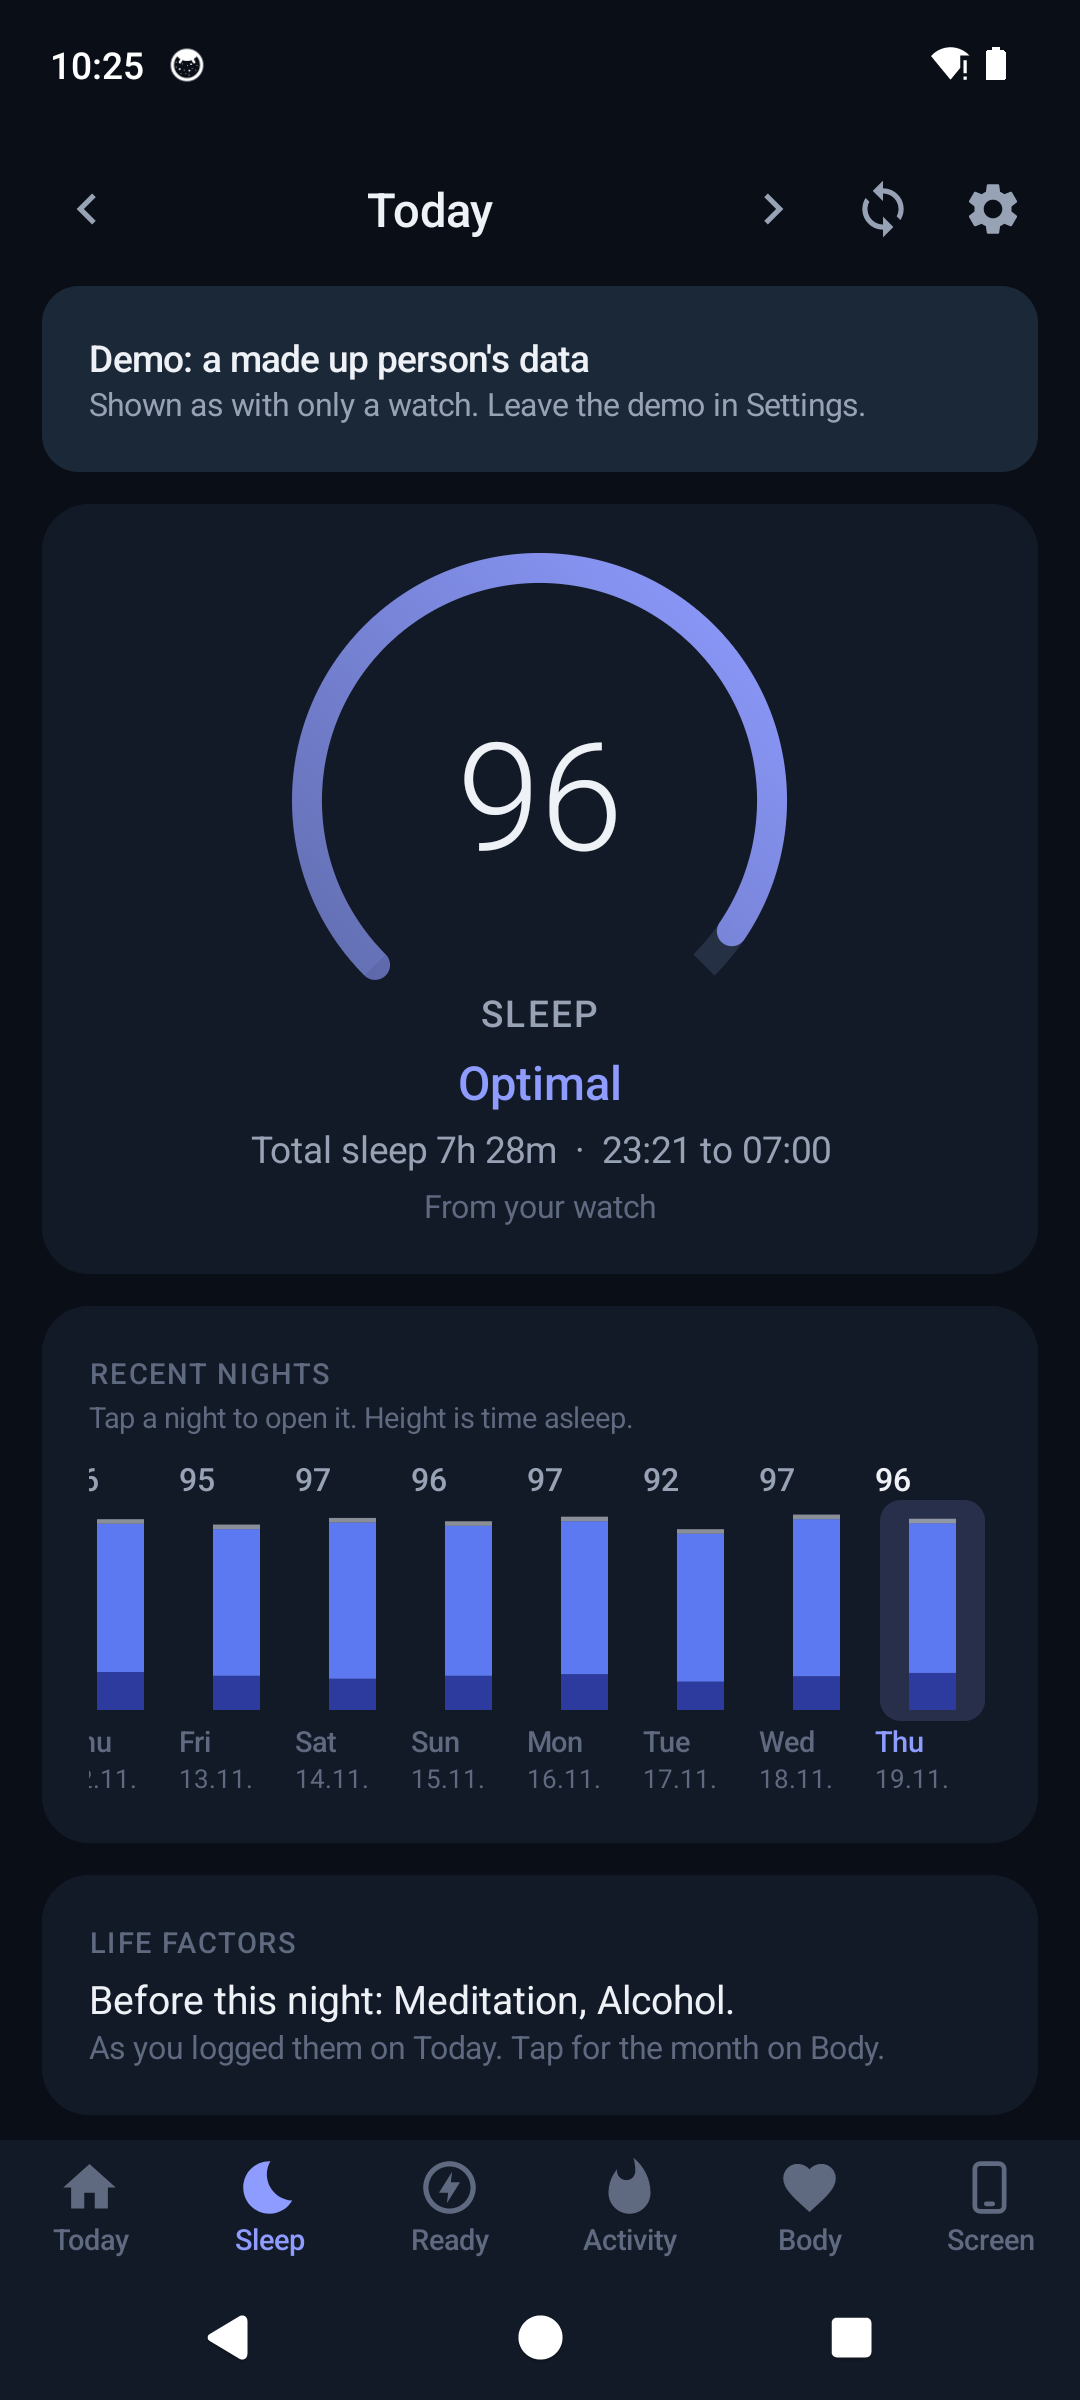 10:25
Today
Demo: a made up person's data
Shown as with only a watch. Leave the demo in Settings.
96
SLEEP
Optimal
Total sleep 7h 28m · 23:21 to 07:00
From your watch
RECENT NIGHTS
Tap a night to open it. Height is time asleep.
95 97 96 97 92 97 96
Fri Sat Sun Mon Tue Wed Thu
13.11. 14.11. 15.11. 16.11. 17.11. 18.11. 19.11.
LIFE FACTORS
Before this night: Meditation, Alcohol.
As you logged them on Today. Tap for the month on Body.
Today Sleep Ready Activity Body Screen